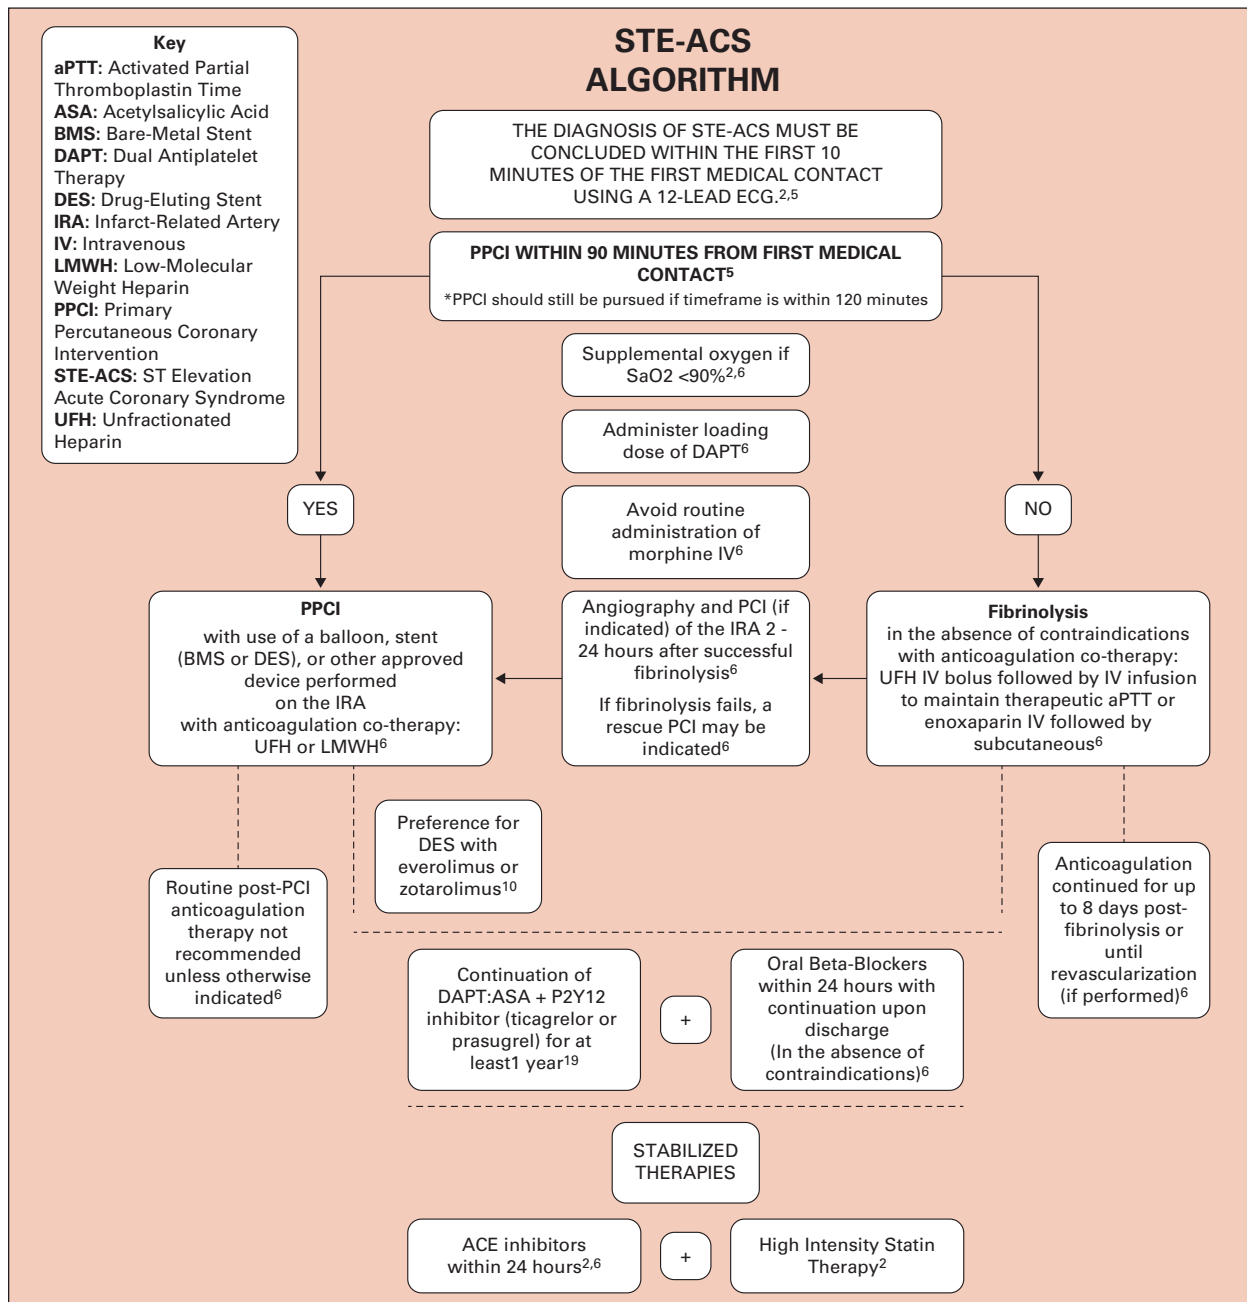 Key
aPTT: Activated Partial
Thromboplastin Time
ASA: Acetylsalicylic Acid
BMS: Bare-Metal Stent
DAPT: Dual Antiplatelet
Therapy
DES: Drug-Eluting Stent
IRA: Infarct-Related Artery
IV: Intravenous
LMWH: Low-Molecular
Weight Heparin
PPCI: Primary
Percutaneous Coronary
Intervention
STE-ACS: ST Elevation
Acute Coronary Syndrome
UFH: Unfractionated
Heparin
STE-ACS
ALGORITHM
THE DIAGNOSIS OF STE-ACS MUST BE
CONCLUDED WITHIN THE FIRST 10
MINUTES OF THE FIRST MEDICAL CONTACT
USING A 12-LEAD ECG.2,5
PPCI WITHIN 90 MINUTES FROM FIRST MEDICAL
CONTACT5
*PPCI should still be pursued if timeframe is within 120 minutes
Supplemental oxygen if
SaO2 <90%2,6
Administer loading
dose of DAPT6
Avoid routine
administration of
morphine IV6
YES
NO
PPCI
with use of a balloon, stent
(BMS or DES), or other approved
device performed
on the IRA
with anticoagulation co-therapy:
UFH or LMWH6
Angiography and PCI (if
indicated) of the IRA 2 -
24 hours after successful
fibrinolysis6
If fibrinolysis fails, a
rescue PCI may be
indicated6
Fibrinolysis
in the absence of contraindications
with anticoagulation co-therapy:
UFH IV bolus followed by IV infusion
to maintain therapeutic aPTT or
enoxaparin IV followed by
subcutaneous6
Preference for
DES with
everolimus or
zotarolimus10
Routine post-PCI
anticoagulation
therapy not
recommended
unless otherwise
indicated6
Anticoagulation
continued for up
to 8 days post-
fibrinolysis or
until
revascularization
(if performed)6
Continuation of
DAPT:ASA + P2Y12
inhibitor (ticagrelor or
prasugrel) for at
least1 year19
+
Oral Beta-Blockers
within 24 hours with
continuation upon
discharge
(In the absence of
contraindications)6
STABILIZED
THERAPIES
ACE inhibitors
within 24 hours2,6
+
High Intensity Statin
Therapy2